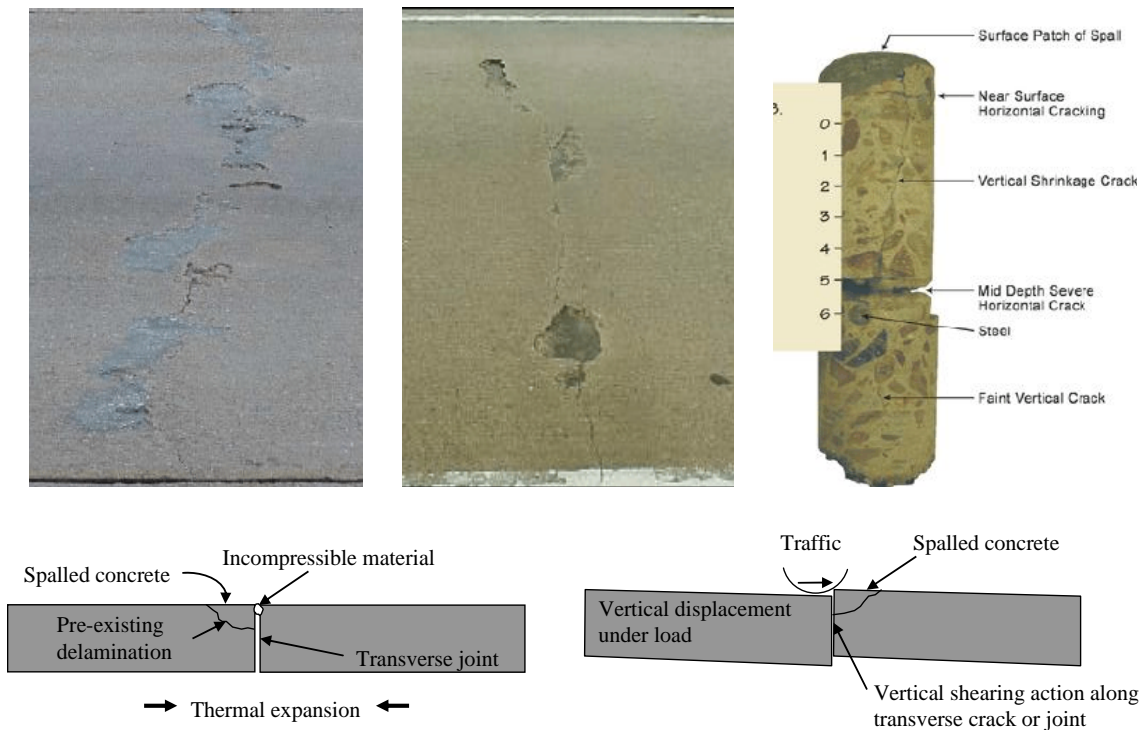 Surface Patch of Spall
Near Surface
Horizontal Cracking
3.
0
1
Vertical Shrinkage Crack
2
3
4
5
Mid Depth Severe
Horizontal Crack
6
Steel
Faint Vertical Crack
Incompressible material
Spalled concrete
Pre-existing
delamination
Transverse joint
Thermal expansion
Traffic
Spalled concrete
Vertical displacement
under load
Vertical shearing action along
transverse crack or joint